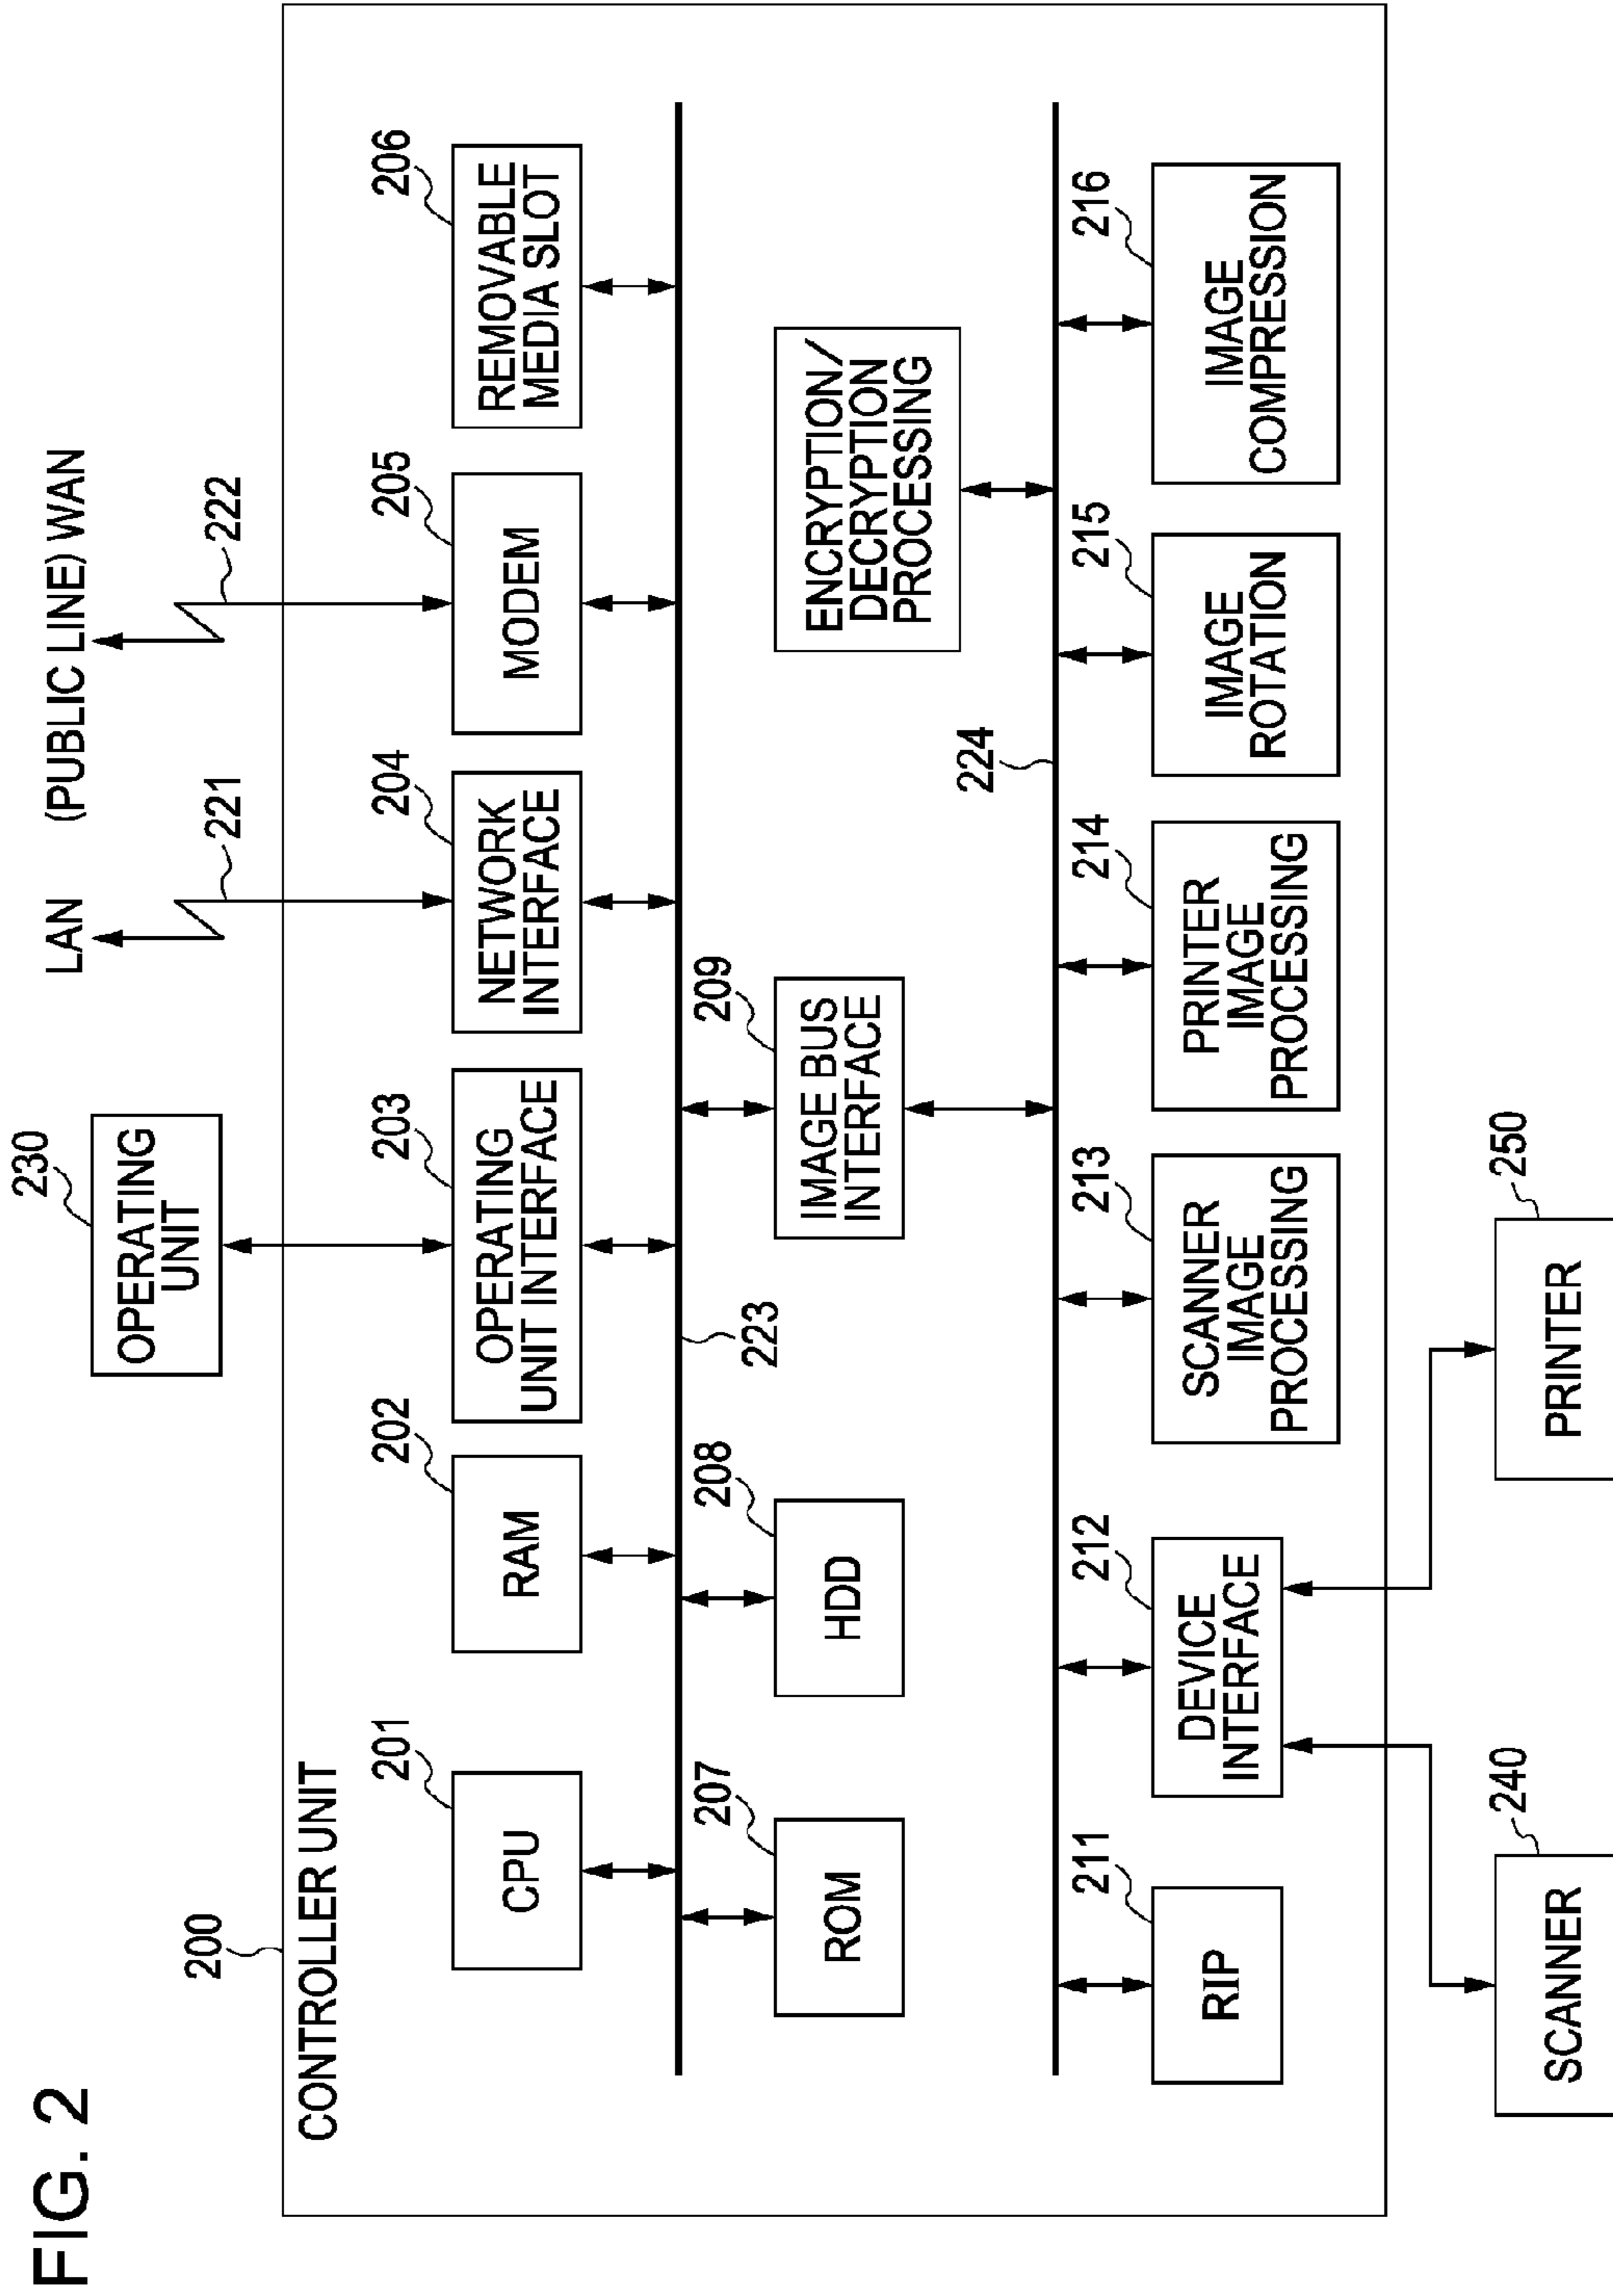 FIG. 2
LAN
(PUBLIC LINE) WAN
230
OPERATING
UNIT
221
222
200
CONTROLLER UNIT
201
CPU
202
RAM
203
OPERATING
UNIT INTERFACE
204
NETWORK
INTERFACE
205
MODEM
206
REMOVABLE
MEDIA SLOT
223
207
ROM
208
HDD
209
IMAGE BUS
INTERFACE
ENCRYPTION/
DECRYPTION
PROCESSING
224
211
RIP
212
DEVICE
INTERFACE
213
SCANNER
IMAGE
PROCESSING
214
PRINTER
IMAGE
PROCESSING
215
IMAGE
ROTATION
216
IMAGE
COMPRESSION
240
SCANNER
250
PRINTER